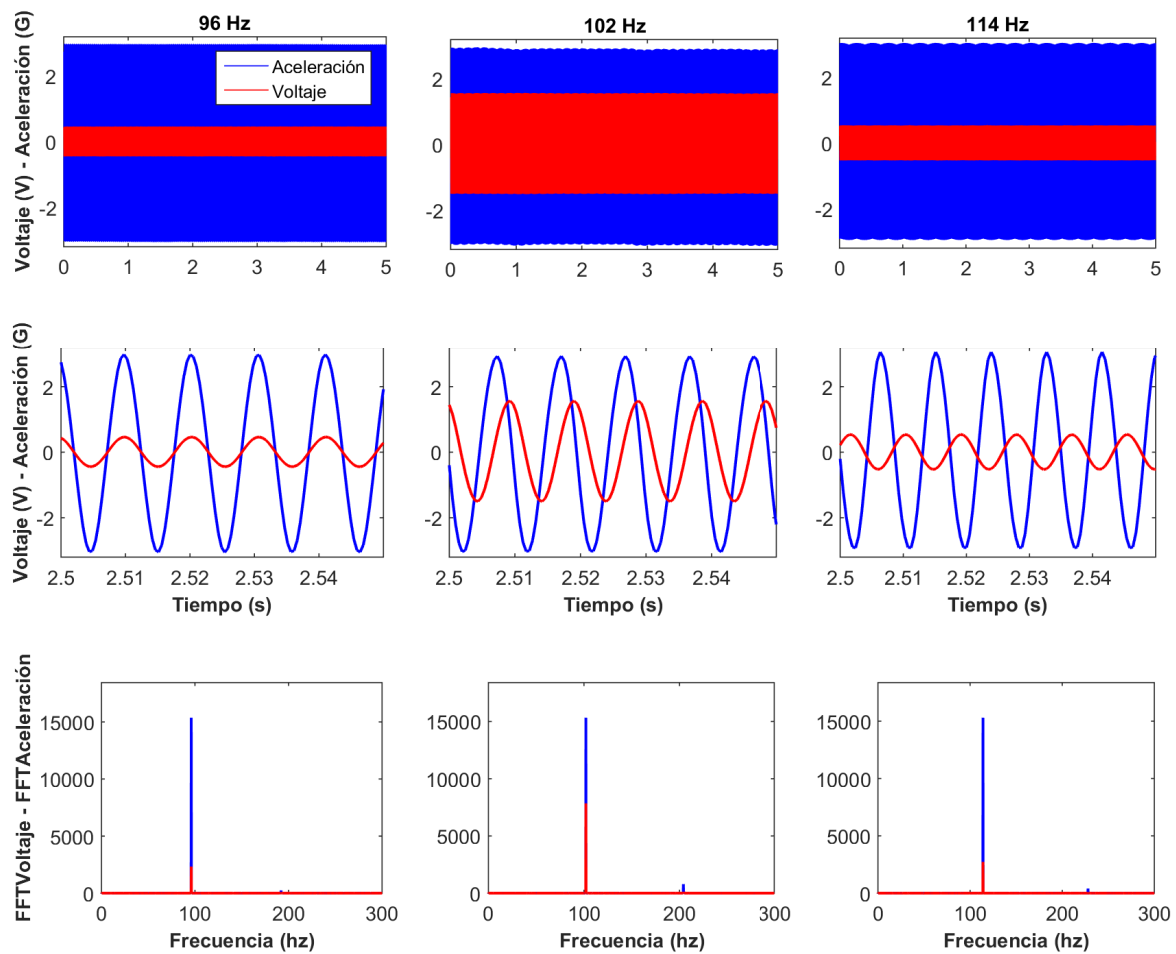 96 Hz
102 Hz
114 Hz
Voltaje (V) - Aceleración (G)
2
0
-2
Aceleración
Voltaje
0 1 2 3 4 5
2
0
-2
0 1 2 3 4 5
2
0
-2
0 1 2 3 4 5
Voltaje (V) - Aceleración (G)
2
0
-2
2.5 2.51 2.52 2.53 2.54
Tiempo (s)
2
0
-2
2.5 2.51 2.52 2.53 2.54
Tiempo (s)
2
0
-2
2.5 2.51 2.52 2.53 2.54
Tiempo (s)
FFTVoltaje - FFTAceleración
15000
10000
5000
0
0 100 200 300
Frecuencia (hz)
15000
10000
5000
0
0 100 200 300
Frecuencia (hz)
15000
10000
5000
0
0 100 200 300
Frecuencia (hz)